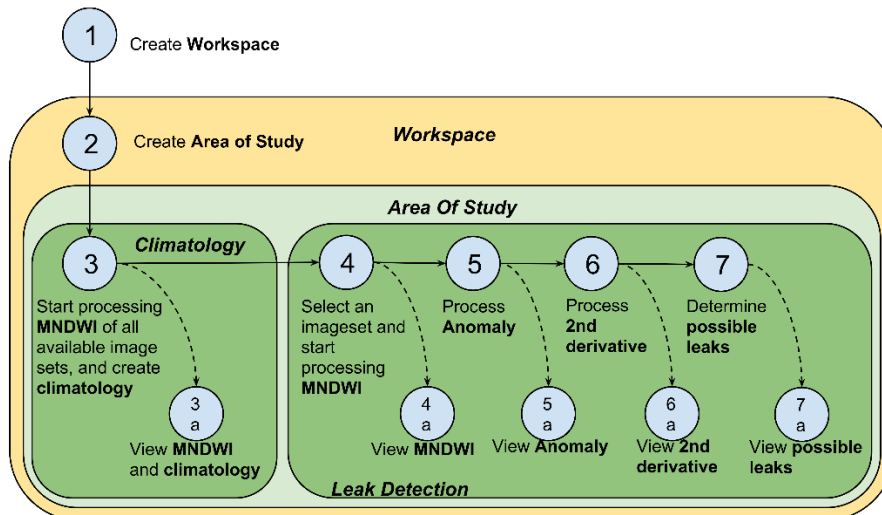 1
Create Workspace
2
Create Area of Study
Workspace
Area Of Study
Climatology
3
Start processing
MNDWI of all
available image
sets, and create
climatology
3
a
View MNDWI
and climatology
4
Select an
imageset and
start
processing
MNDWI
5
Process
Anomaly
6
Process
2nd
derivative
7
Determine
possible
leaks
4
a
View MNDWI
5
a
View Anomaly
6
a
View 2nd
derivative
7
a
View possible
leaks
Leak Detection